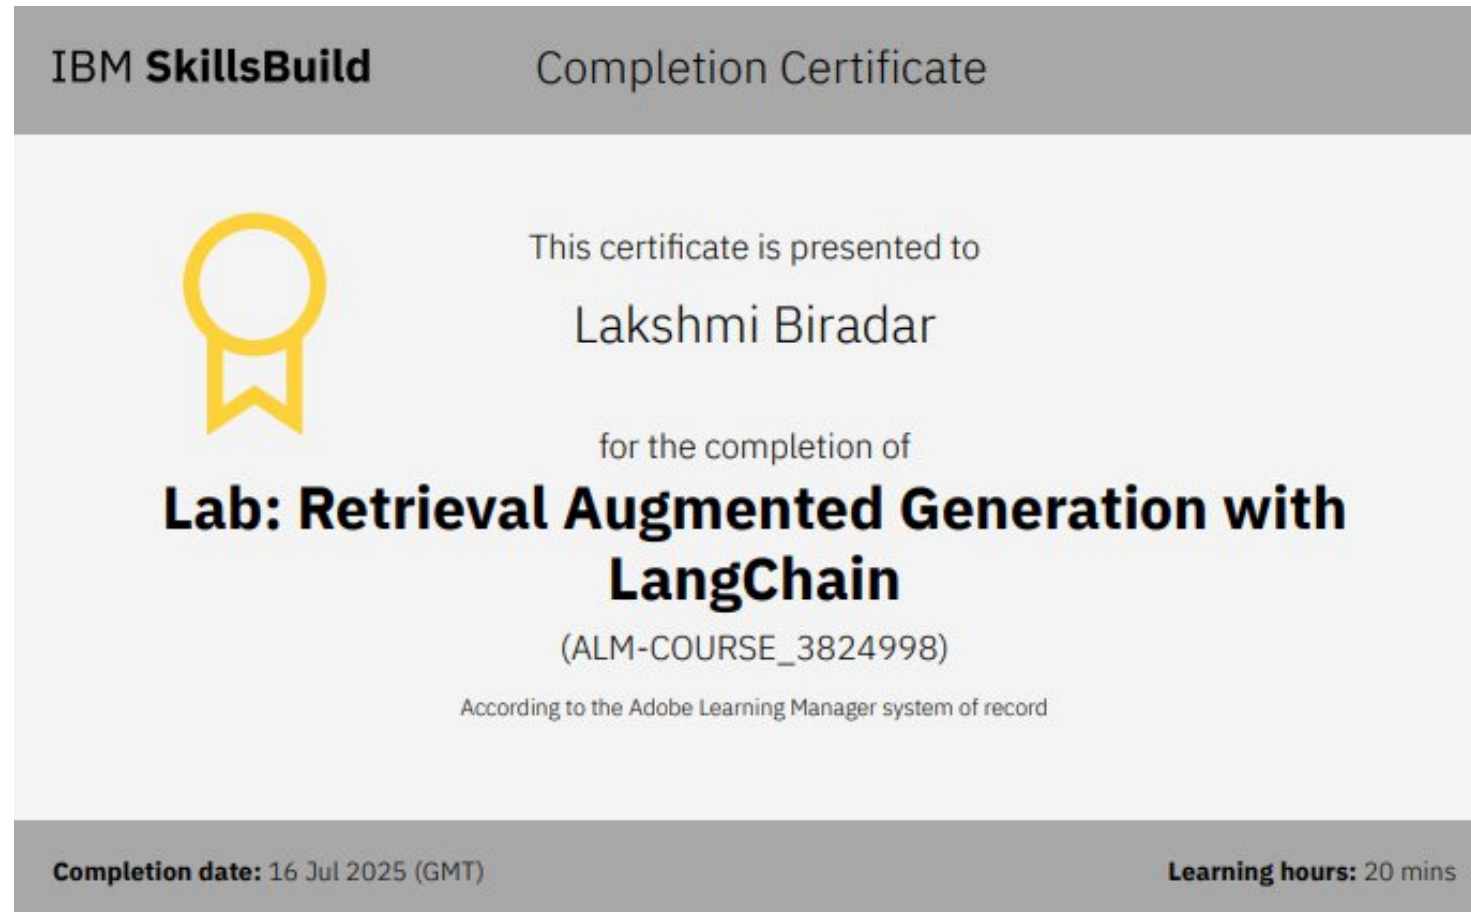 IBM SkillsBuild
Completion Certificate
This certificate is presented to
Lakshmi Biradar
for the completion of
Lab: Retrieval Augmented Generation with
LangChain
(ALM-COURSE_3824998)
According to the Adobe Learning Manager system of record
Completion date: 16 Jul 2025 (GMT)
Learning hours: 20 mins